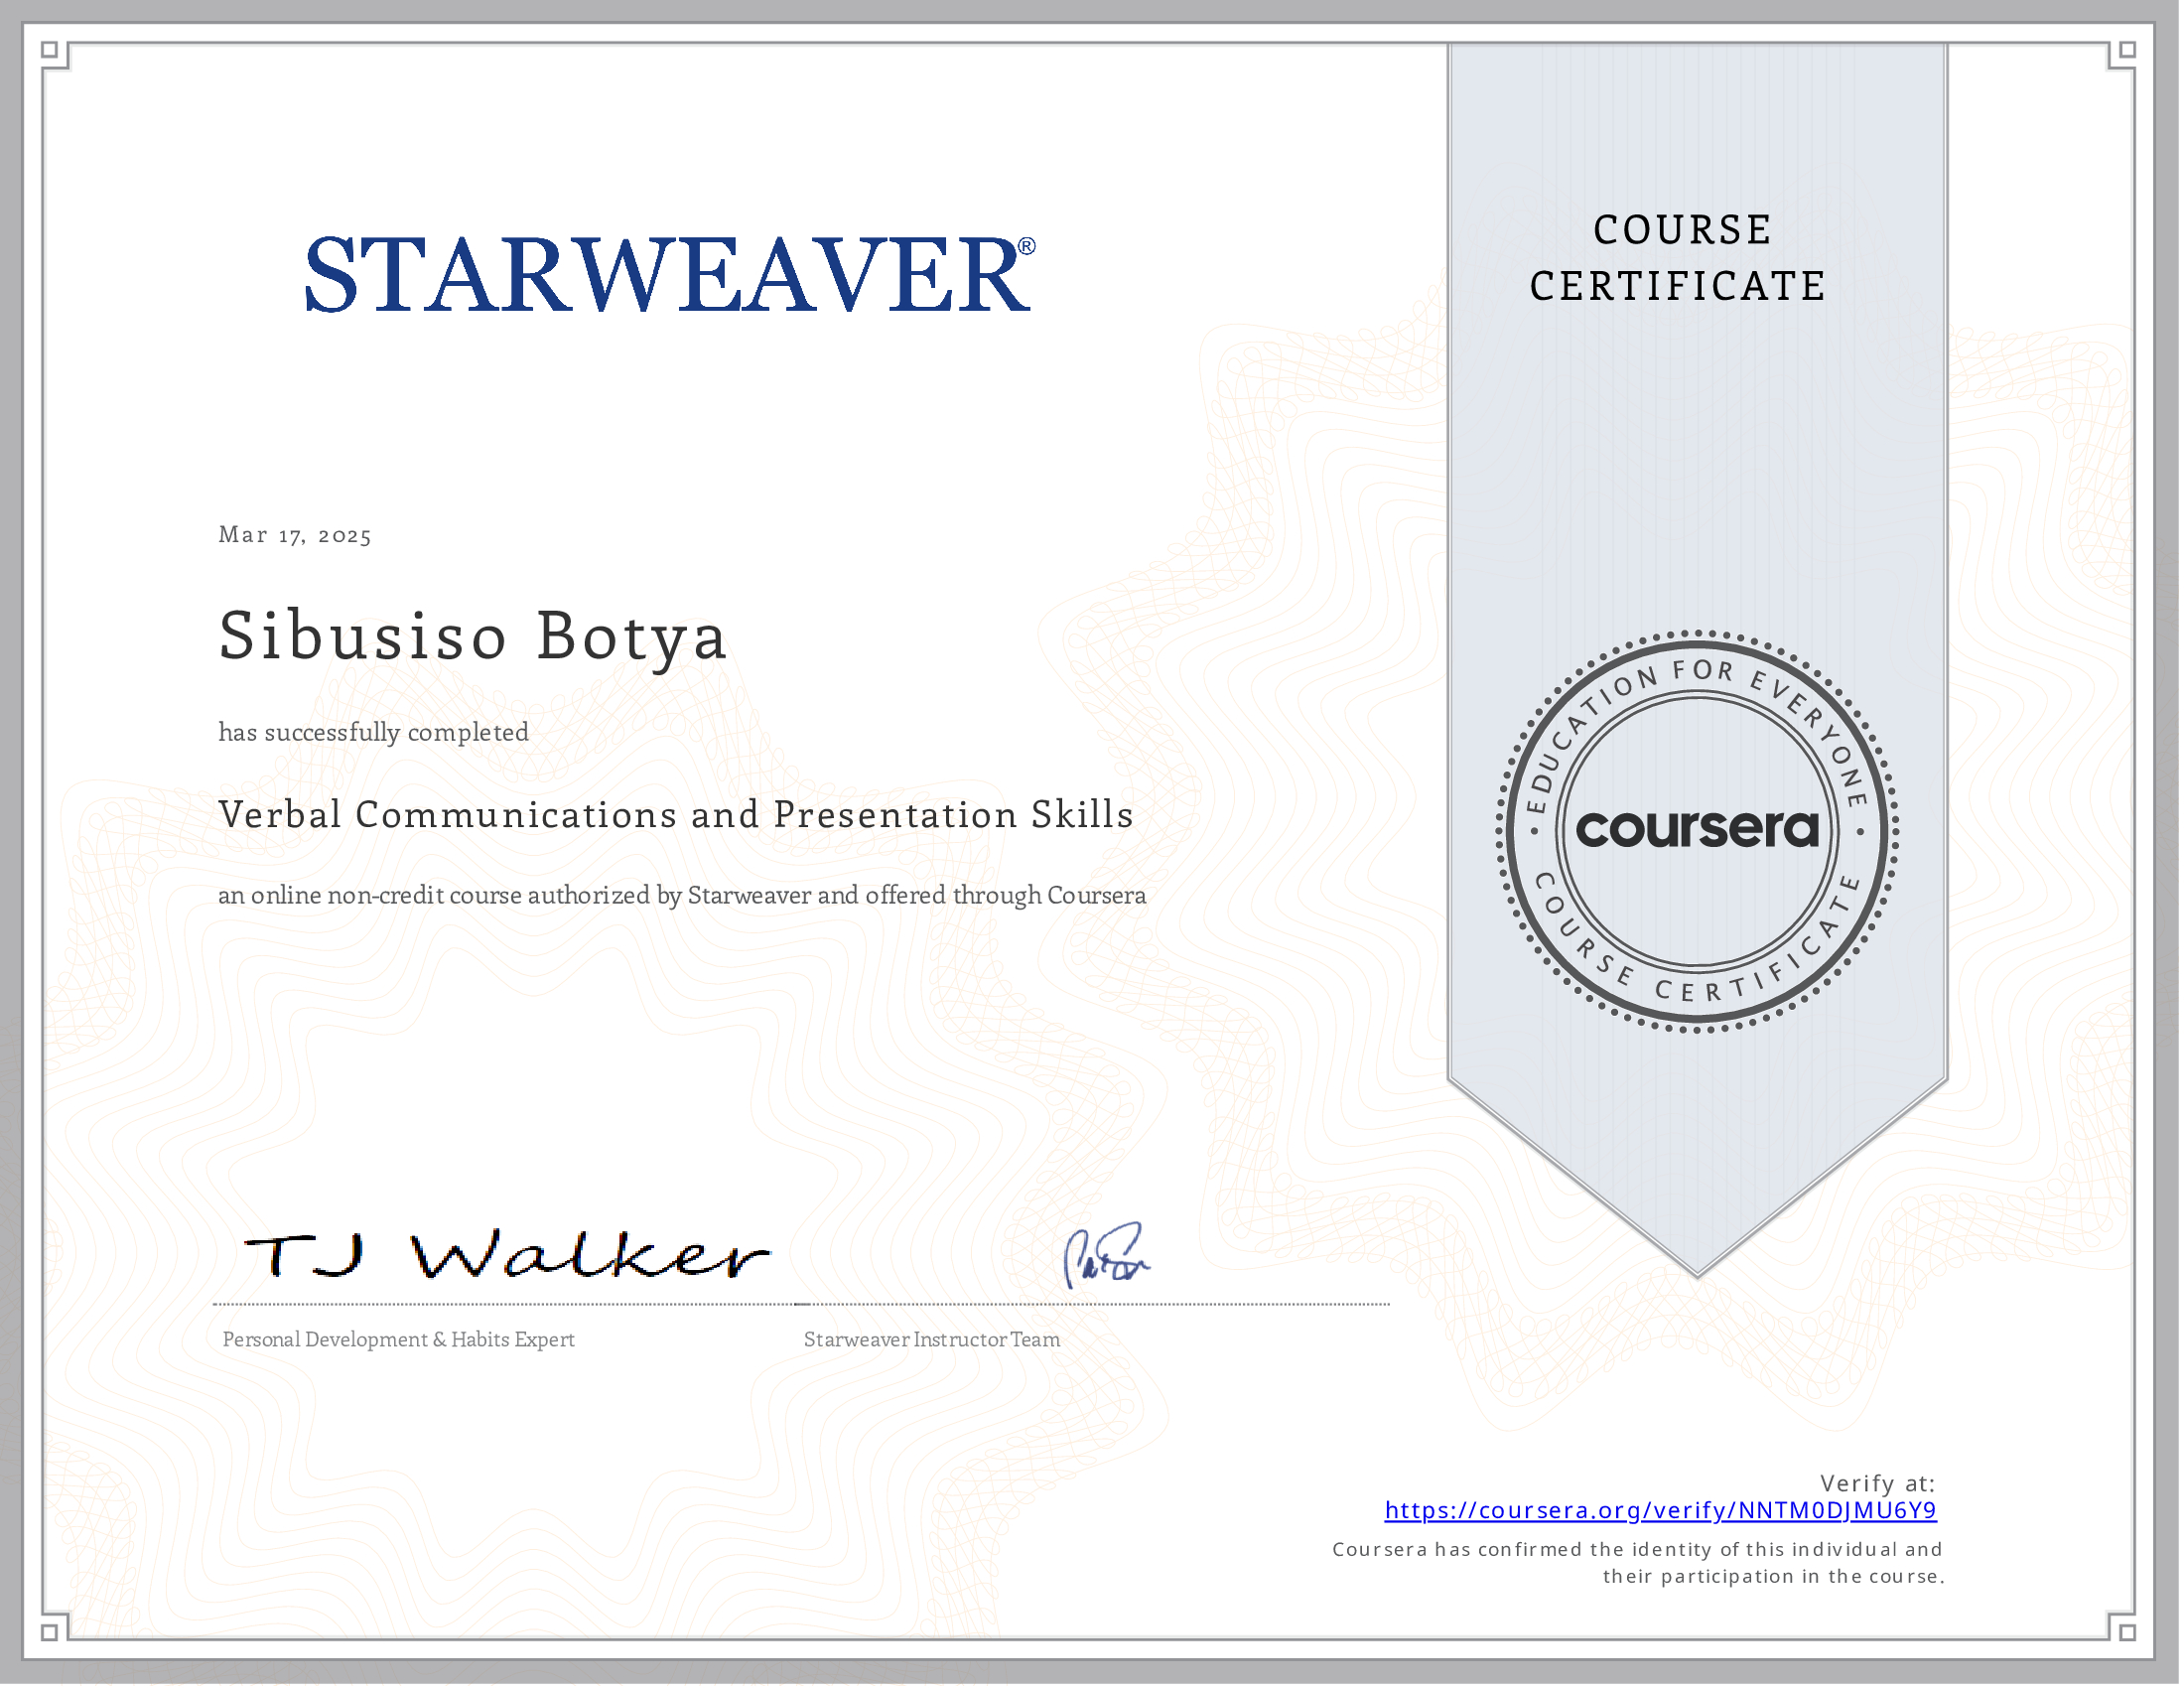 STARWEAVER®
COURSE
CERTIFICATE
Mar 17, 2025
Sibusiso Botya
has successfully completed
Verbal Communications and Presentation Skills
an online non-credit course authorized by Starweaver and offered through Coursera
EDUCATION FOR EVERYONE
coursera
COURSE CERTIFICATE
TJ Walker
Personal Development & Habits Expert
Starweaver Instructor Team
Verify at:
https://coursera.org/verify/NNTM0DJMU6Y9
Coursera has confirmed the identity of this individual and
their participation in the course.